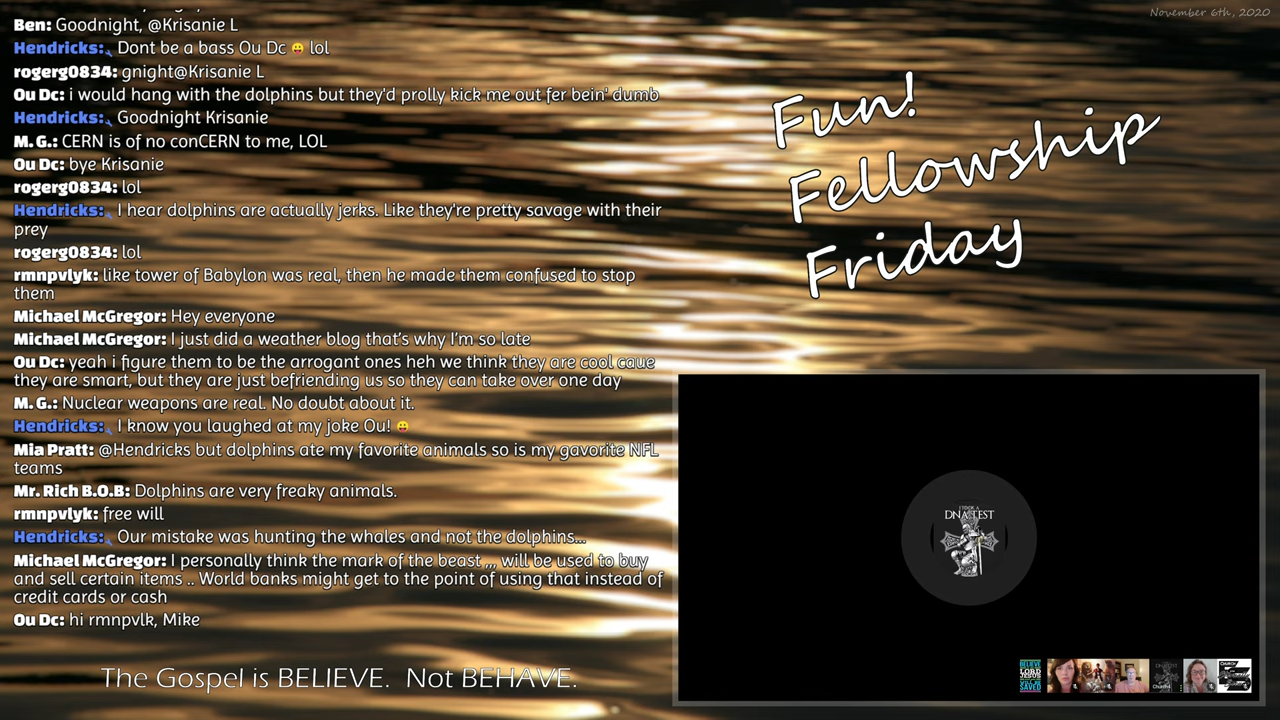 November 6th, 2020
Ben: Goodnight, @Krisanie L
Hendricks: Dont be a bass Ou Dc 😛 lol
rogerg0834: gnight@Krisanie L
Ou Dc: i would hang with the dolphins but they'd prolly kick me out fer bein' dumb
Hendricks: Goodnight Krisanie
M. G.: CERN is of no conCERN to me, LOL
Ou Dc: bye Krisanie
rogerg0834: lol
Hendricks: I hear dolphins are actually jerks. Like they're pretty savage with their
prey
rogerg0834: lol
rmnpvlyk: like tower of Babylon was real, then he made them confused to stop
them
Michael McGregor: Hey everyone
Michael McGregor: I just did a weather blog that's why I'm so late
Ou Dc: yeah i figure them to be the arrogant ones heh we think they are cool caue
they are smart, but they are just befriending us so they can take over one day
M. G.: Nuclear weapons are real. No doubt about it.
Hendricks: I know you laughed at my joke Ou! 😛
Mia Pratt: @Hendricks but dolphins ate my favorite animals so is my gavorite NFL
teams
Mr. Rich B.O.B: Dolphins are very freaky animals.
rmnpvlyk: free will
Hendricks: Our mistake was hunting the whales and not the dolphins...
Michael McGregor: I personally think the mark of the beast ,,, will be used to buy
and sell certain items .. World banks might get to the point of using that instead of
credit cards or cash
Ou Dc: hi rmnpvlk, Mike
The Gospel is BELIEVE. Not BEHAVE.
Fun!
Fellowship
Friday
I TOOK A
DNA TEST
BELIEVE
LORD
JESUS
SAVED